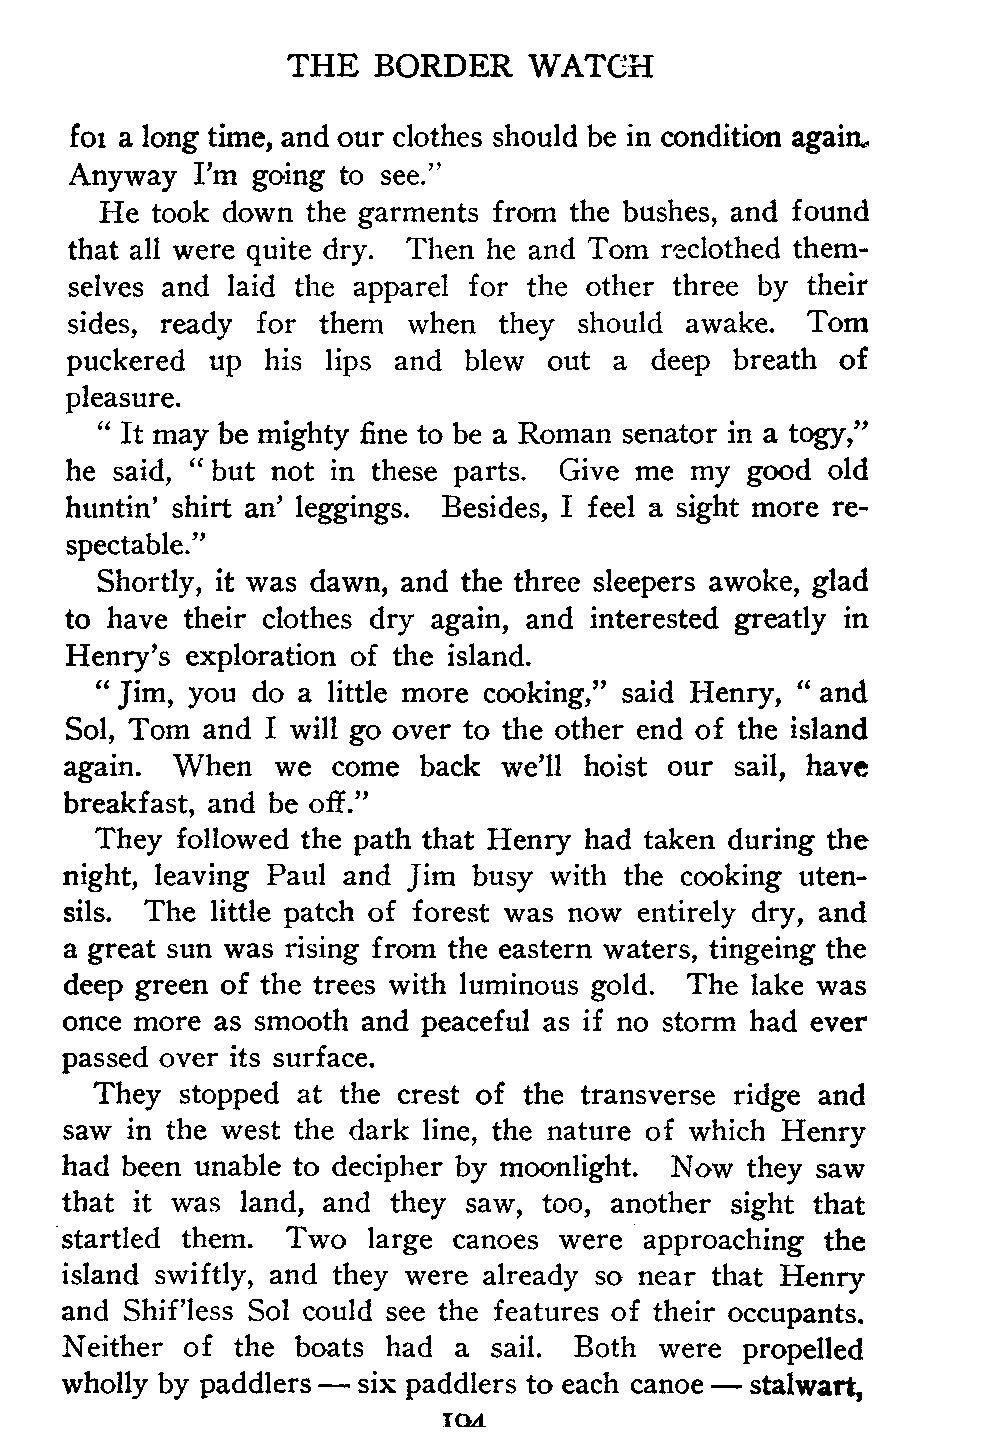 THE BORDER WATCH
for a long time, and our clothes should be in condition again.
Anyway I'm going to see.”
He took down the garments from the bushes, and found
that all were quite dry. Then he and Tom reclothed them-
selves and laid the apparel for the other three by their
sides, ready for them when they should awake. Tom
puckered up his lips and blew out a deep breath of
pleasure.
“ It may be mighty fine to be a Roman senator in a togy,”
he said, “ but not in these parts. Give me my good old
huntin' shirt an' leggings. Besides, I feel a sight more re-
spectable.”
Shortly, it was dawn, and the three sleepers awoke, glad
to have their clothes dry again, and interested greatly in
Henry's exploration of the island.
“ Jim, you do a little more cooking,” said Henry, “ and
Sol, Tom and I will go over to the other end of the island
again. When we come back we'll hoist our sail, have
breakfast, and be off.”
They followed the path that Henry had taken during the
night, leaving Paul and Jim busy with the cooking uten-
sils. The little patch of forest was now entirely dry, and
a great sun was rising from the eastern waters, tingeing the
deep green of the trees with luminous gold. The lake was
once more as smooth and peaceful as if no storm had ever
passed over its surface.
They stopped at the crest of the transverse ridge and
saw in the west the dark line, the nature of which Henry
had been unable to decipher by moonlight. Now they saw
that it was land, and they saw, too, another sight that
startled them. Two large canoes were approaching the
island swiftly, and they were already so near that Henry
and Shif'less Sol could see the features of their occupants.
Neither of the boats had a sail. Both were propelled
wholly by paddlers — six paddlers to each canoe — stalwart,
194